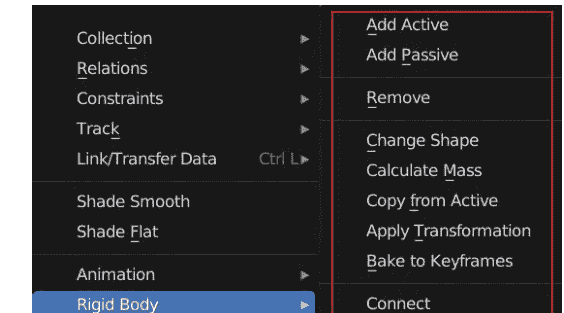 Collection
Relations
Constraints
Track
Link/Transfer Data Ctrl L
Shade Smooth
Shade Flat
Animation
Rigid Body
Add Active
Add Passive
Remove
Change Shape
Calculate Mass
Copy from Active
Apply Transformation
Bake to Keyframes
Connect